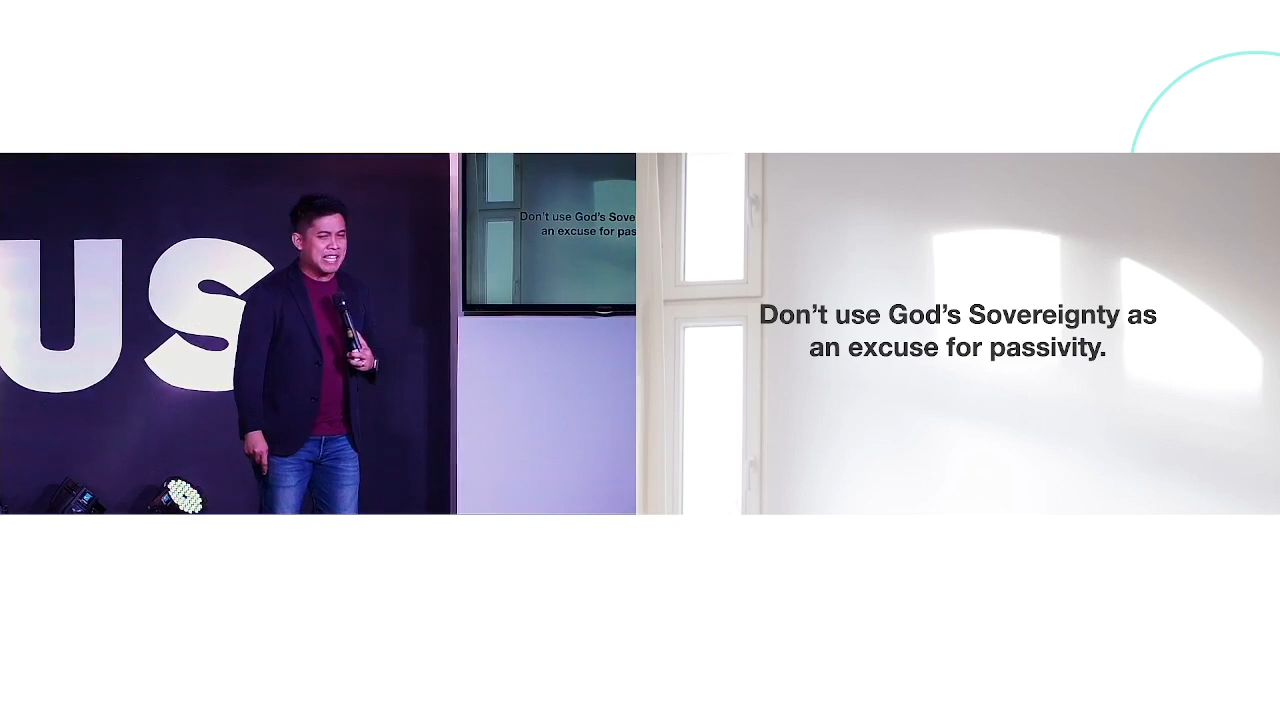 US
Don't use God's Sove
an excuse for pas
Don't use God's Sovereignty as
an excuse for passivity.